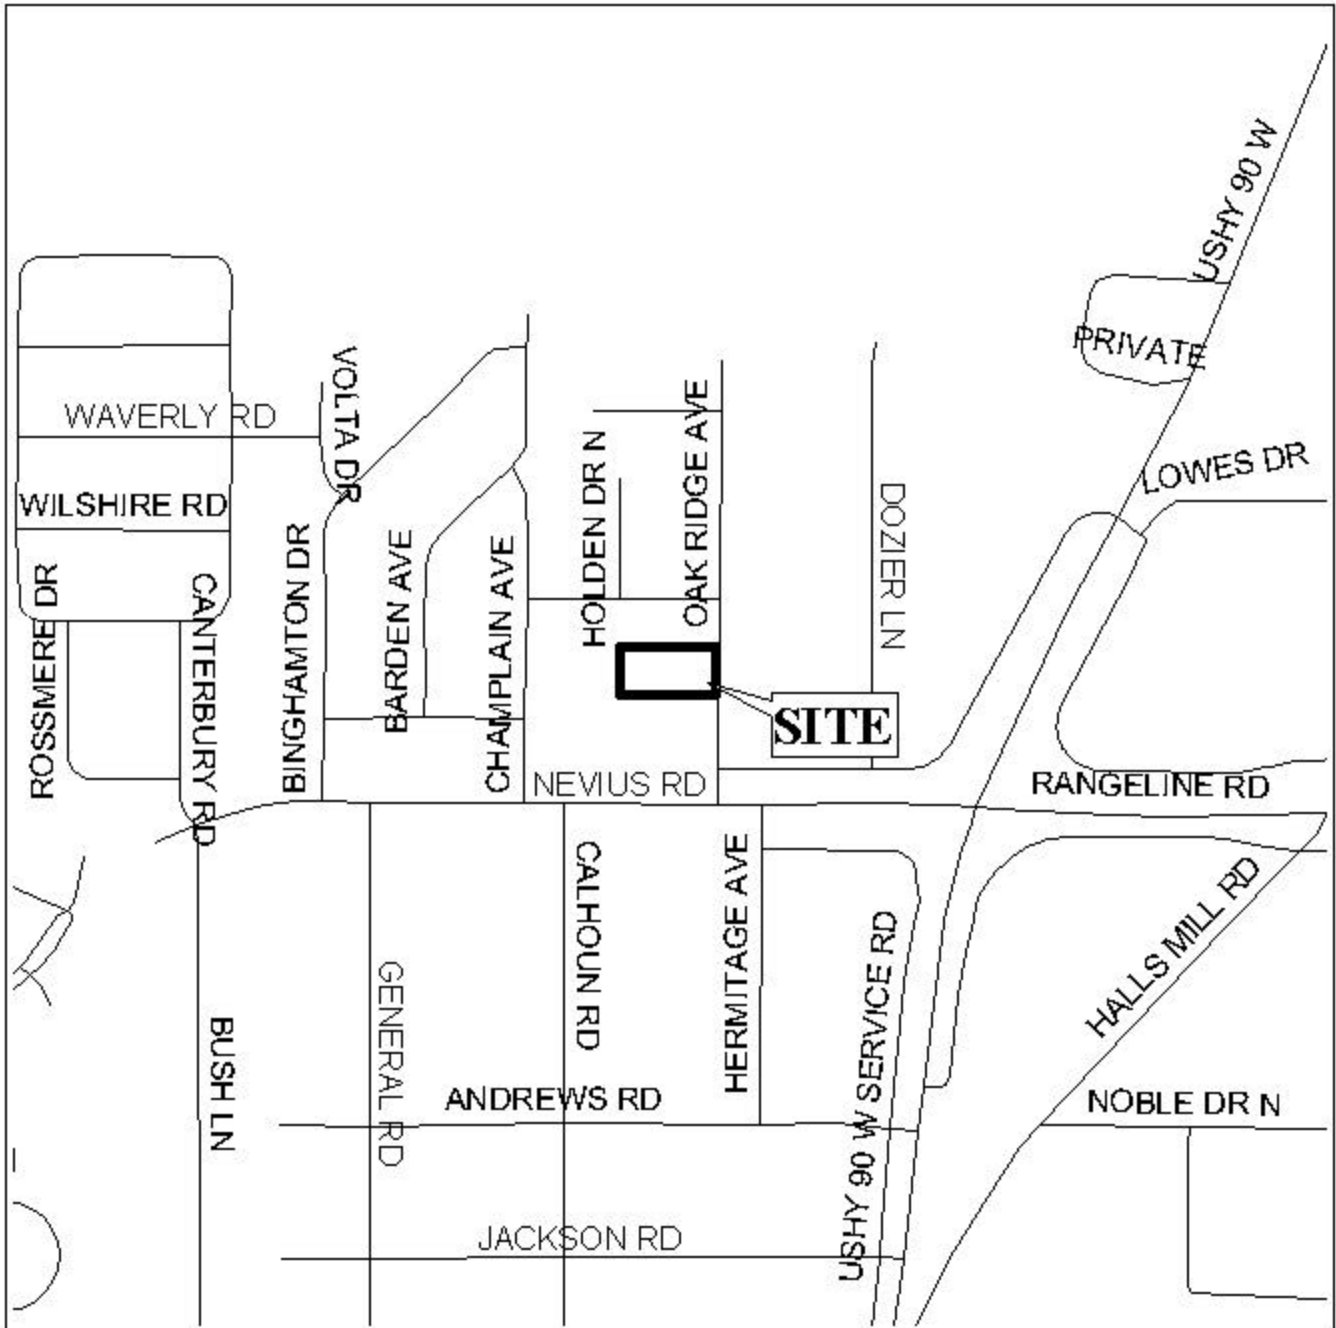 USHY 90 W
PRIVATE
VOLTA DR
WAVERLY RD
OAK RIDGE AVE
HOLDEN DR N
LOWES DR
WILSHIRE RD
DOZIER LN
BINGHAMTON DR
BARDEN AVE
CHAMPLAIN AVE
ROSSMERE DR
CANTERBURY RD
SITE
NEVIUS RD
RANGELINE RD
CALHOUN RD
HERMITAGE AVE
HALLS MILL RD
USHY 90 W SERVICE RD
GENERAL RD
BUSH LN
ANDREWS RD
NOBLE DR N
JACKSON RD